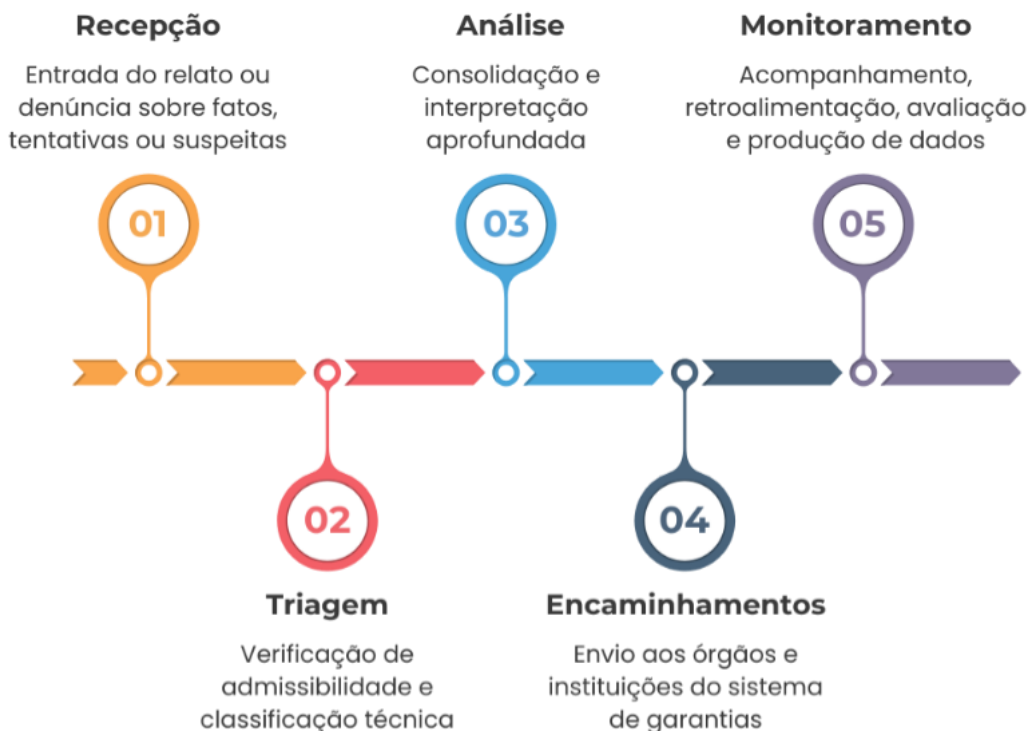 Recepção
Entrada do relato ou
denúncia sobre fatos,
tentativas ou suspeitas
01
02
Triagem
Verificação de
admissibilidade e
classificação técnica
Análise
Consolidação e
interpretação
aprofundada
03
04
Encaminhamentos
Envio aos órgãos e
instituições do sistema
de garantias
Monitoramento
Acompanhamento,
retroalimentação, avaliação
e produção de dados
05